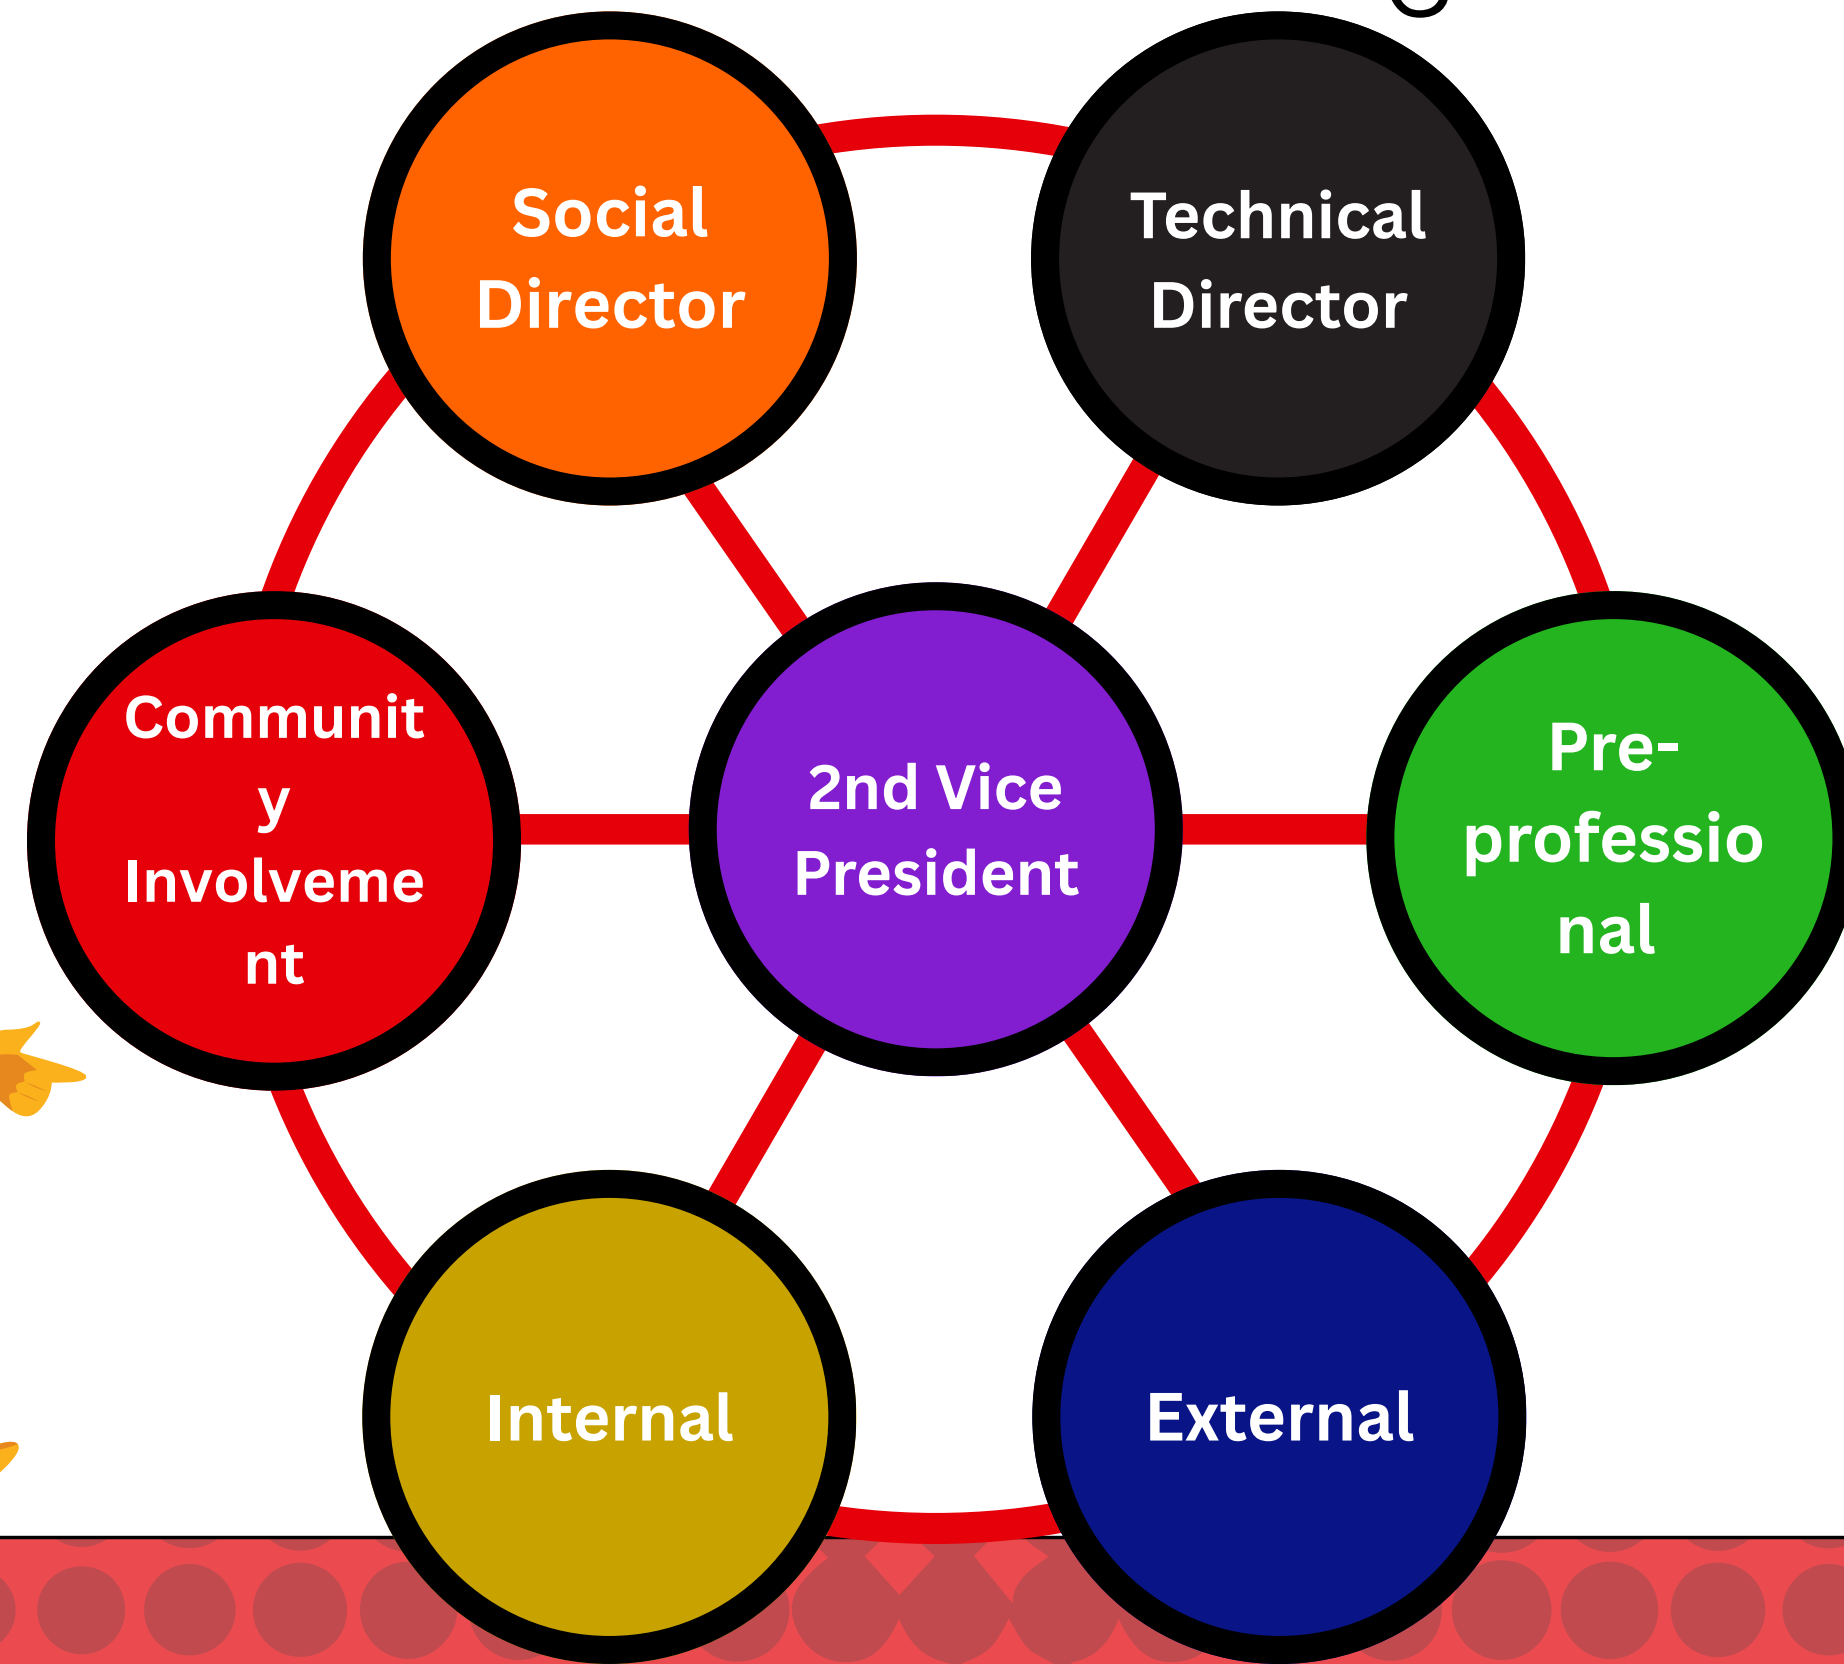 Social
Director
Technical
Director
Communit
y
Involveme
nt
2nd Vice
President
Pre-
professio
nal
Internal
External